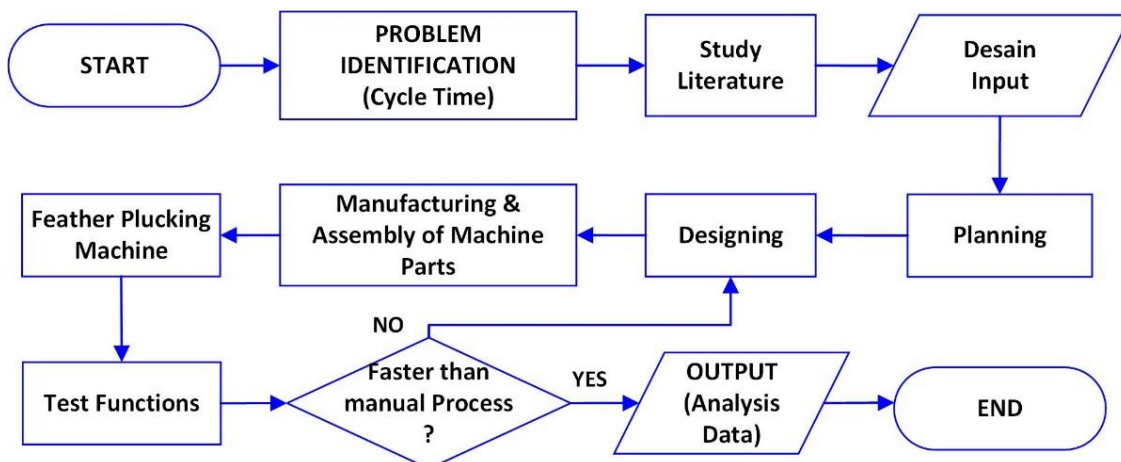 START
PROBLEM
IDENTIFICATION
(Cycle Time)
Study
Literature
Desain
Input
Feather Plucking
Machine
Manufacturing &
Assembly of Machine
Parts
Designing
Planning
NO
Test Functions
Faster than
manual Process
?
YES
OUTPUT
(Analysis
Data)
END